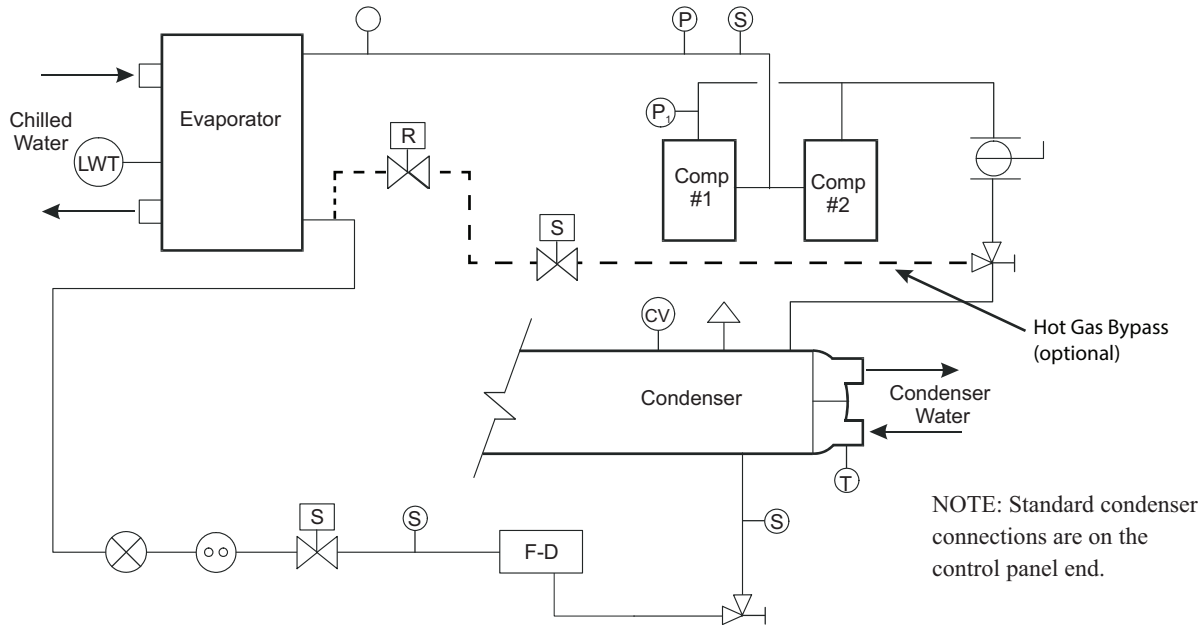 P
S
Chilled
Water
Evaporator
LWT
R
P1
Comp
#1
Comp
#2
S
Hot Gas Bypass
(optional)
CV
Condenser
Condenser
Water
T
S
S
S
F-D
NOTE: Standard condenser
connections are on the
control panel end.